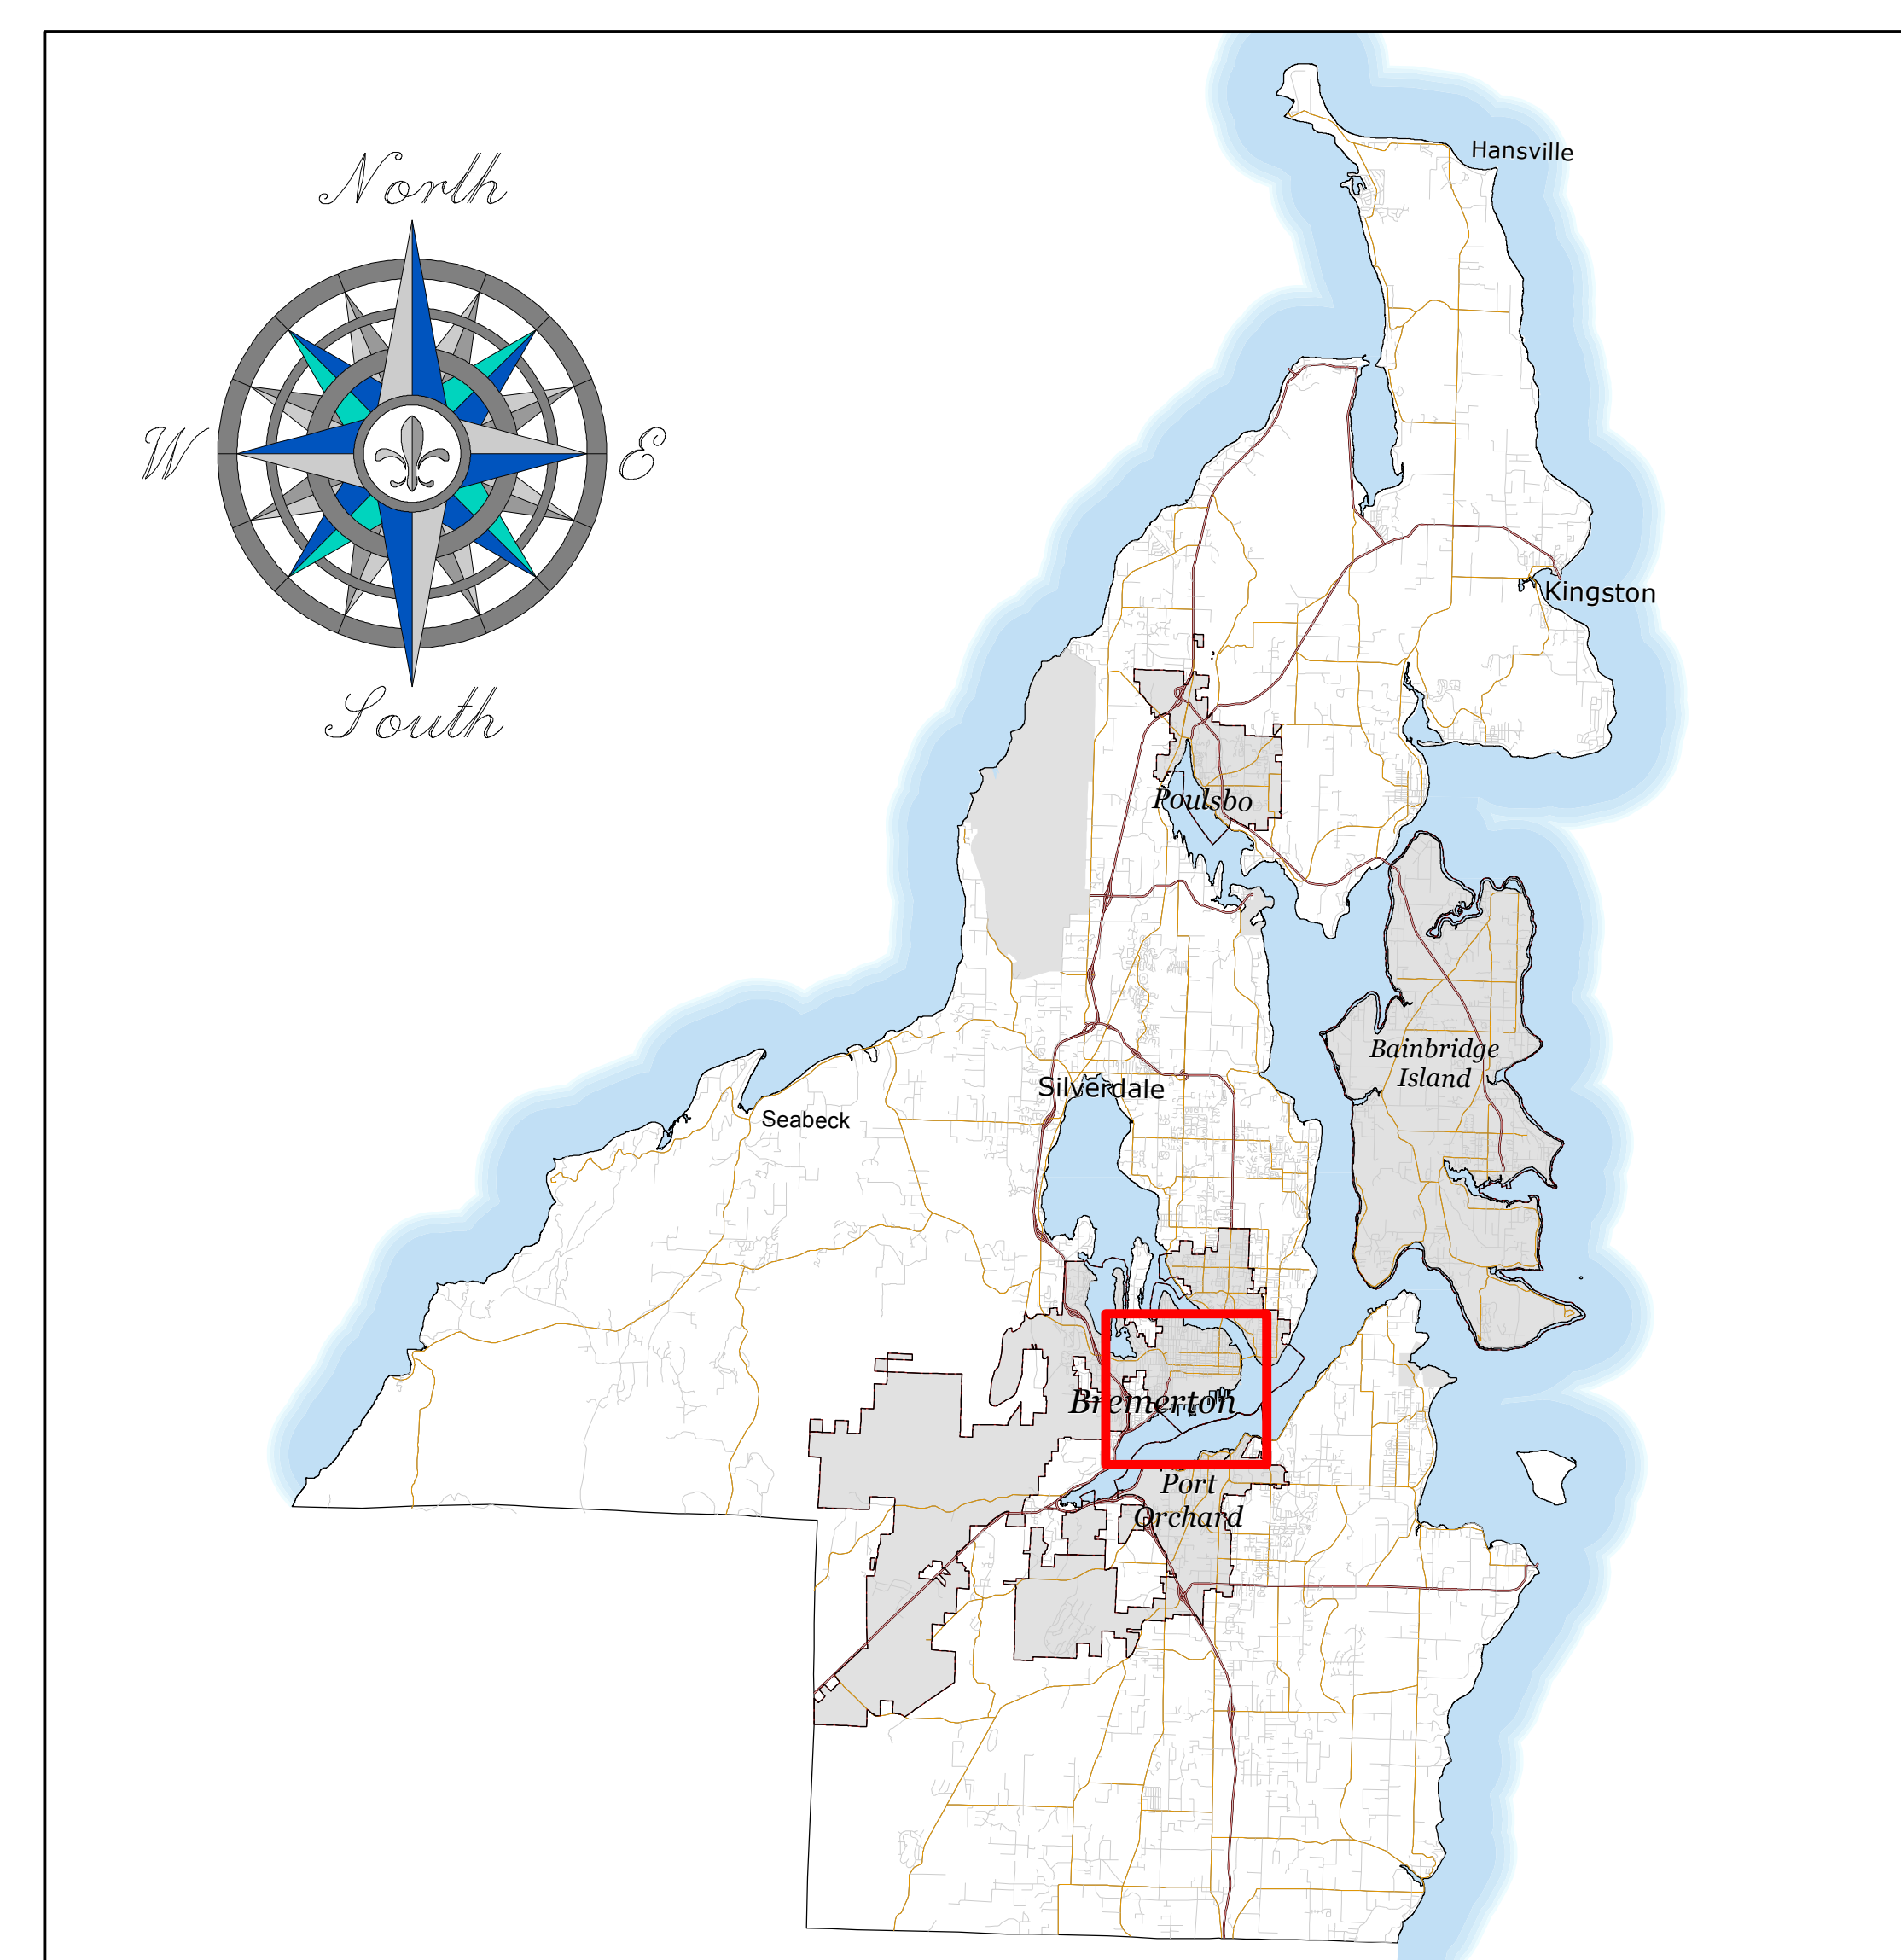 North
W
E
South
Hansville
Kingston
Poulsbo
Bainbridge
Island
Silverdale
Seabeck
Bremerton
Port
Orchard